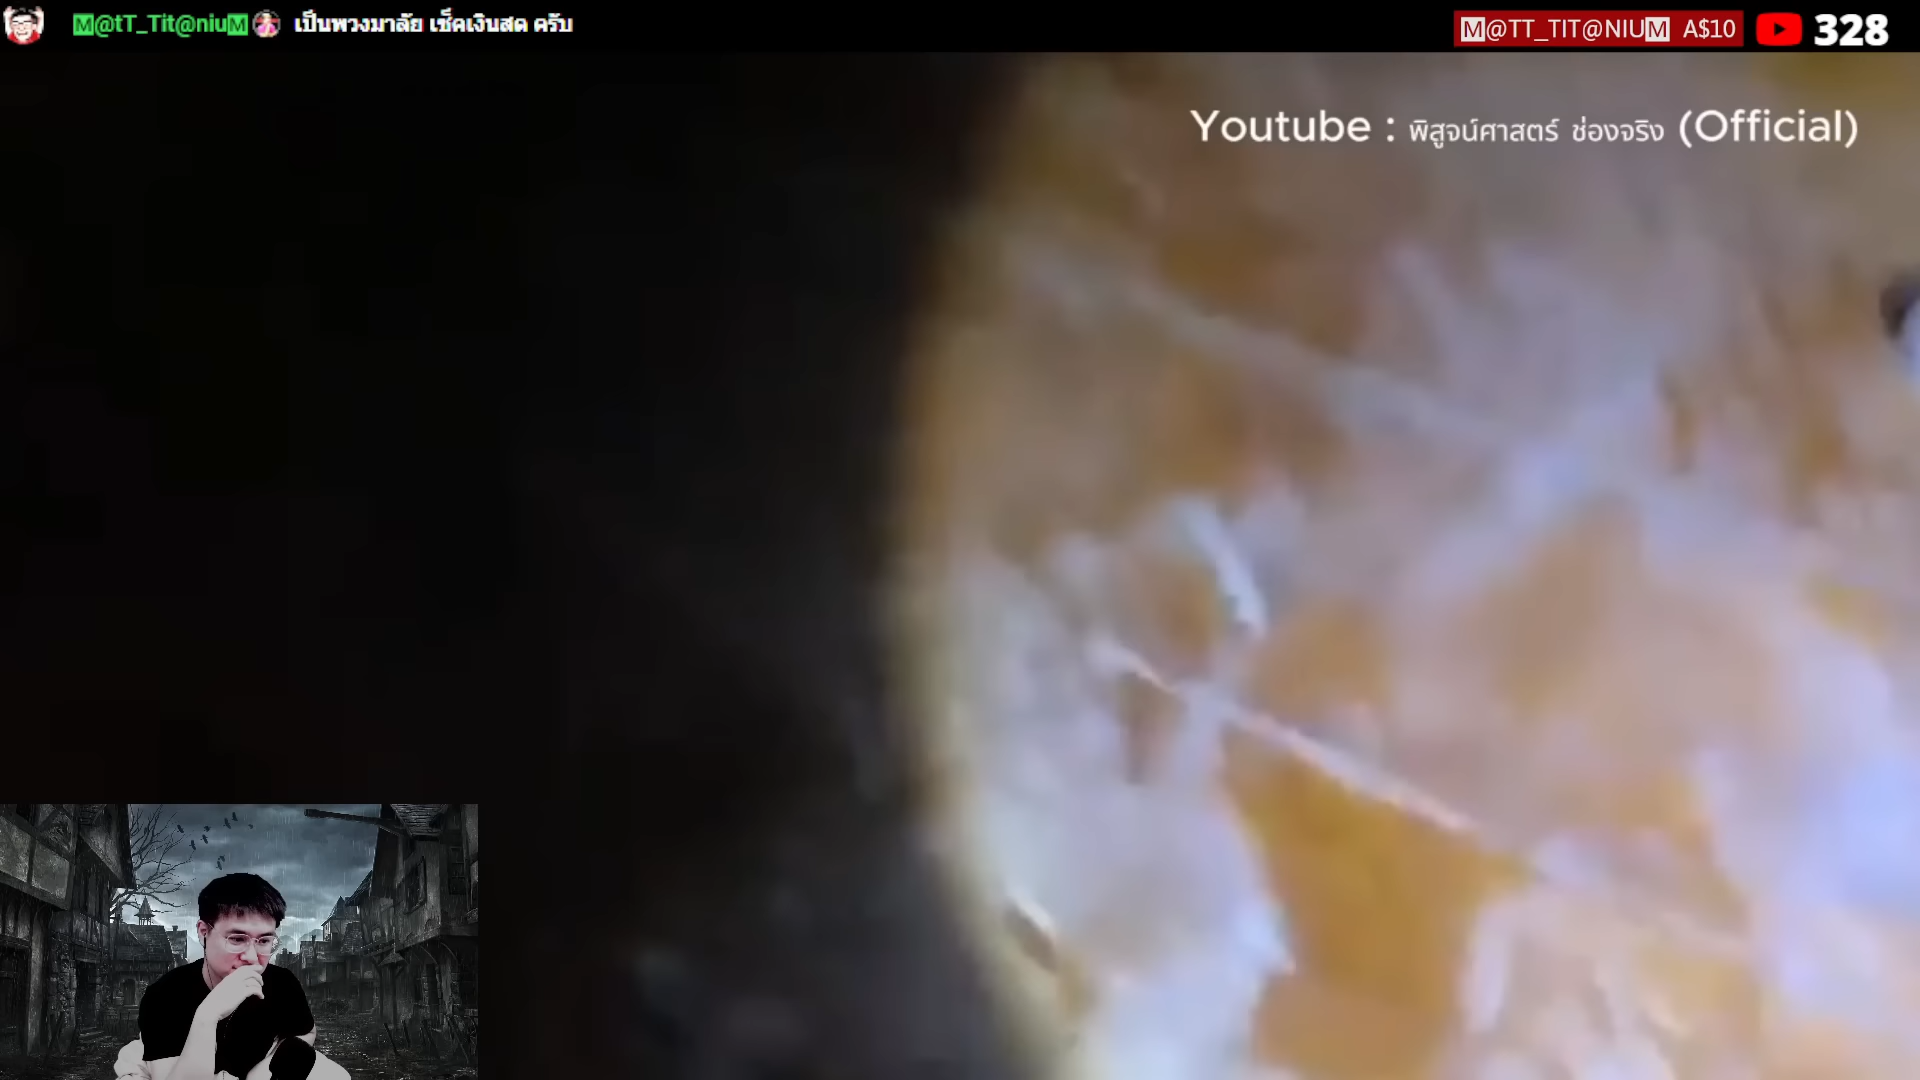 M@tT_Tit@niuM เป็นพวงมาลัย เช็คเงินสด ครับ
M@TT_TIT@NIUM A$10
328
Youtube : พิสูจน์ศาสตร์ ช่องจริง (Official)